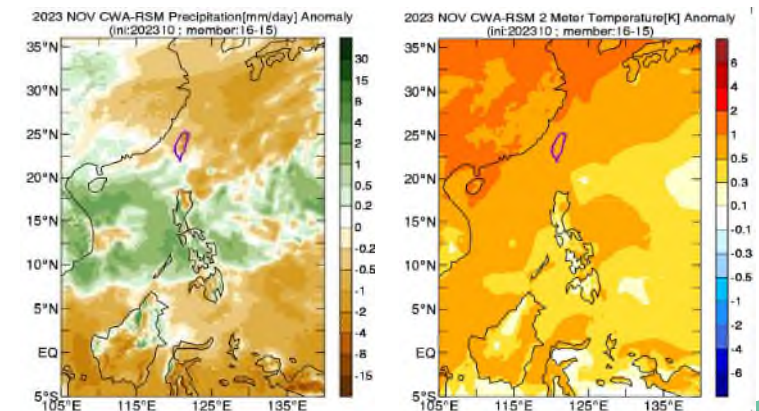 2023 NOV CWA-RSM Precipitation[mm/day] Anomaly
(ini:202310 ; member:16-15)
35°N
30°N
25°N
20°N
15°N
10°N
5°N
EQ
5°S
105°E 115°E 125°E 135°E
30
15
8
4
2
1
0.5
0.2
0
-0.2
-0.5
-1
-2
-4
-8
-15
2023 NOV CWA-RSM 2 Meter Temperature[K] Anomaly
(ini:202310 ; member:16-15)
35°N
30°N
25°N
20°N
15°N
10°N
5°N
EQ
5°S
105°E 115°E 125°E 135°E
6
4
2
1
0.5
0.3
0.1
-0.1
-0.3
-0.5
-1
-2
-4
-6